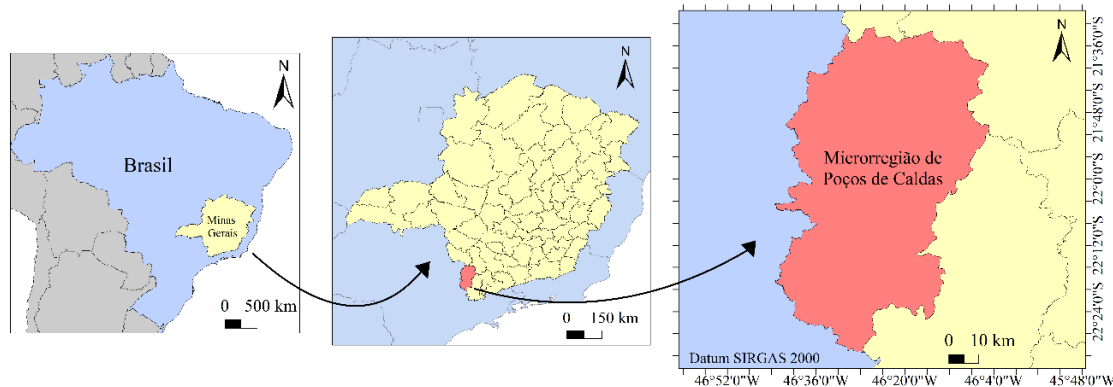 N
Brasil
Minas
Gerais
0 500 km
N
0 150 km
N
Microrregião de
Poços de Caldas
0 10 km
Datum SIRGAS 2000
21°36'0"S
21°48'0"S
22°0'0"S
22°12'0"S
22°24'0"S
46°52'0"W
46°36'0"W
46°20'0"W
46°4'0"W
45°48'0"W